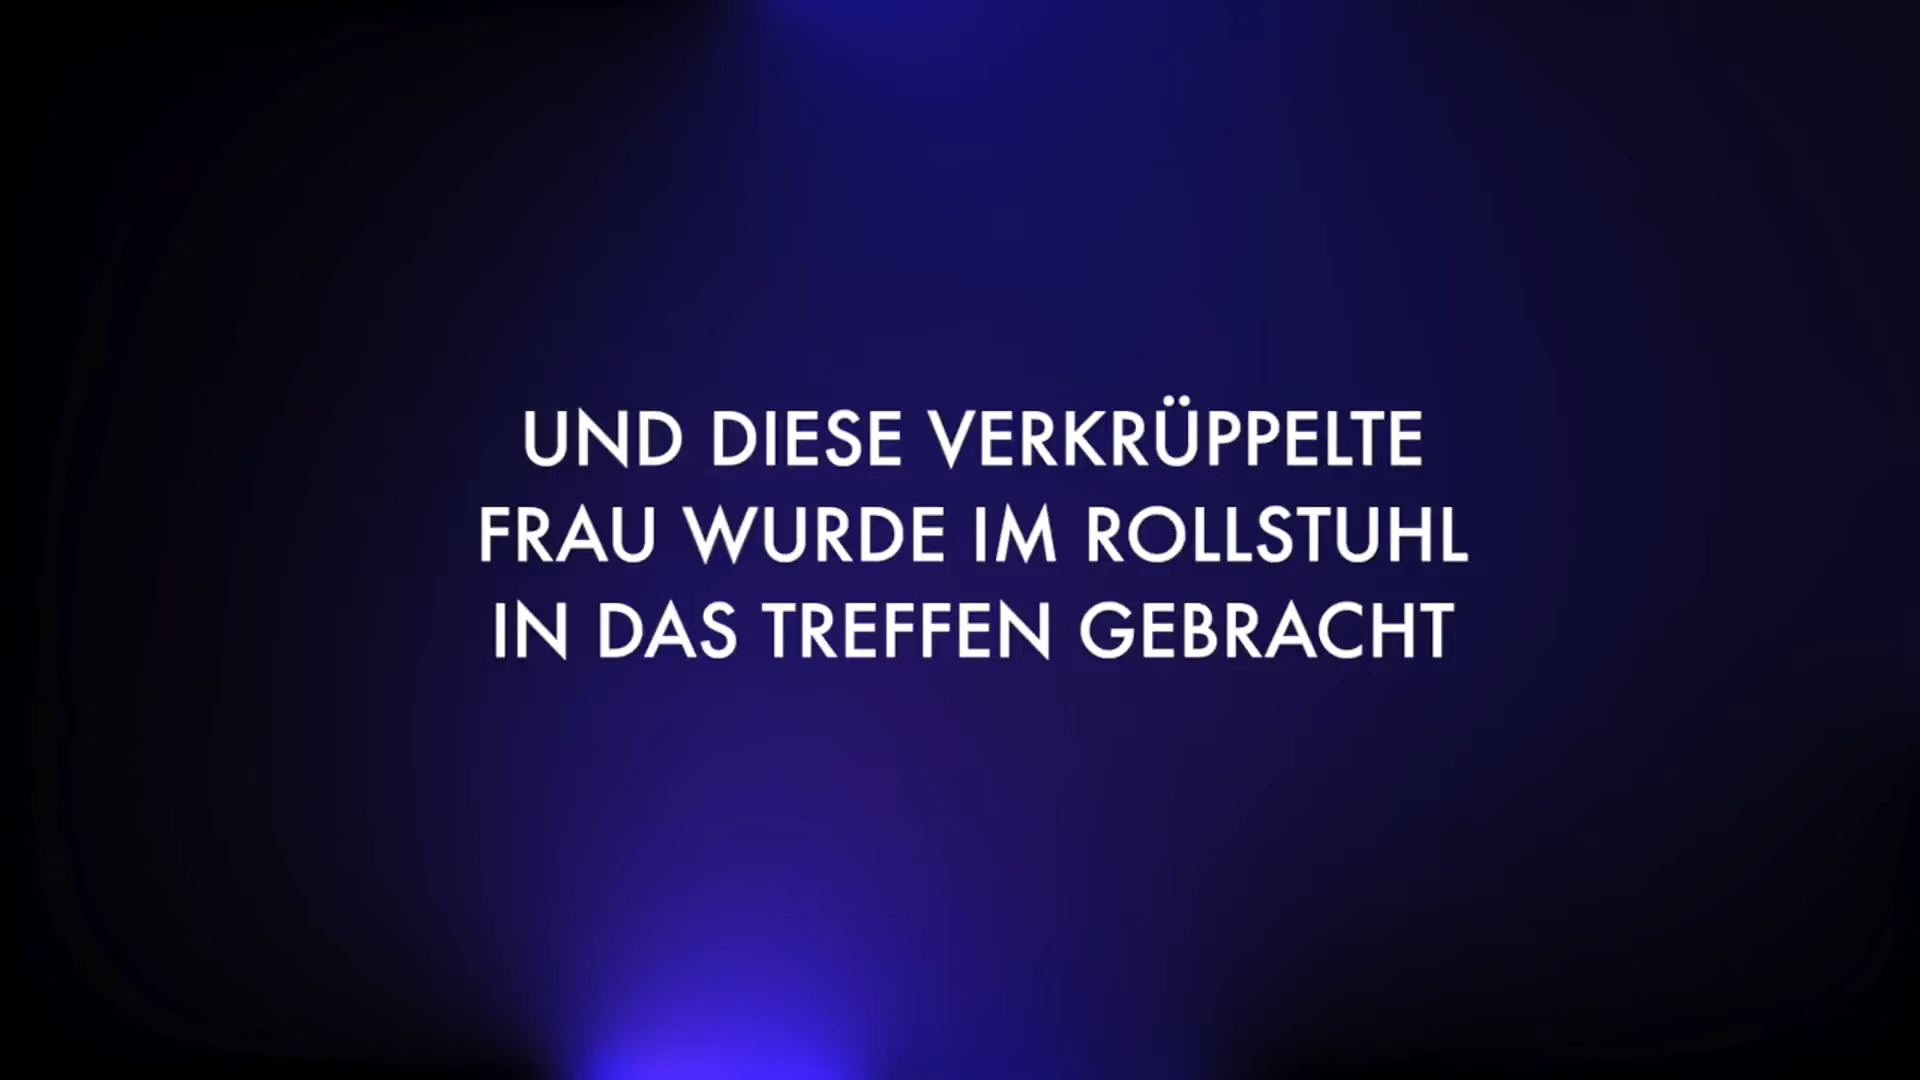 UND DIESE VERKRÜPPELTE
FRAU WURDE IM ROLLSTUHL
IN DAS TREFFEN GEBRACHT